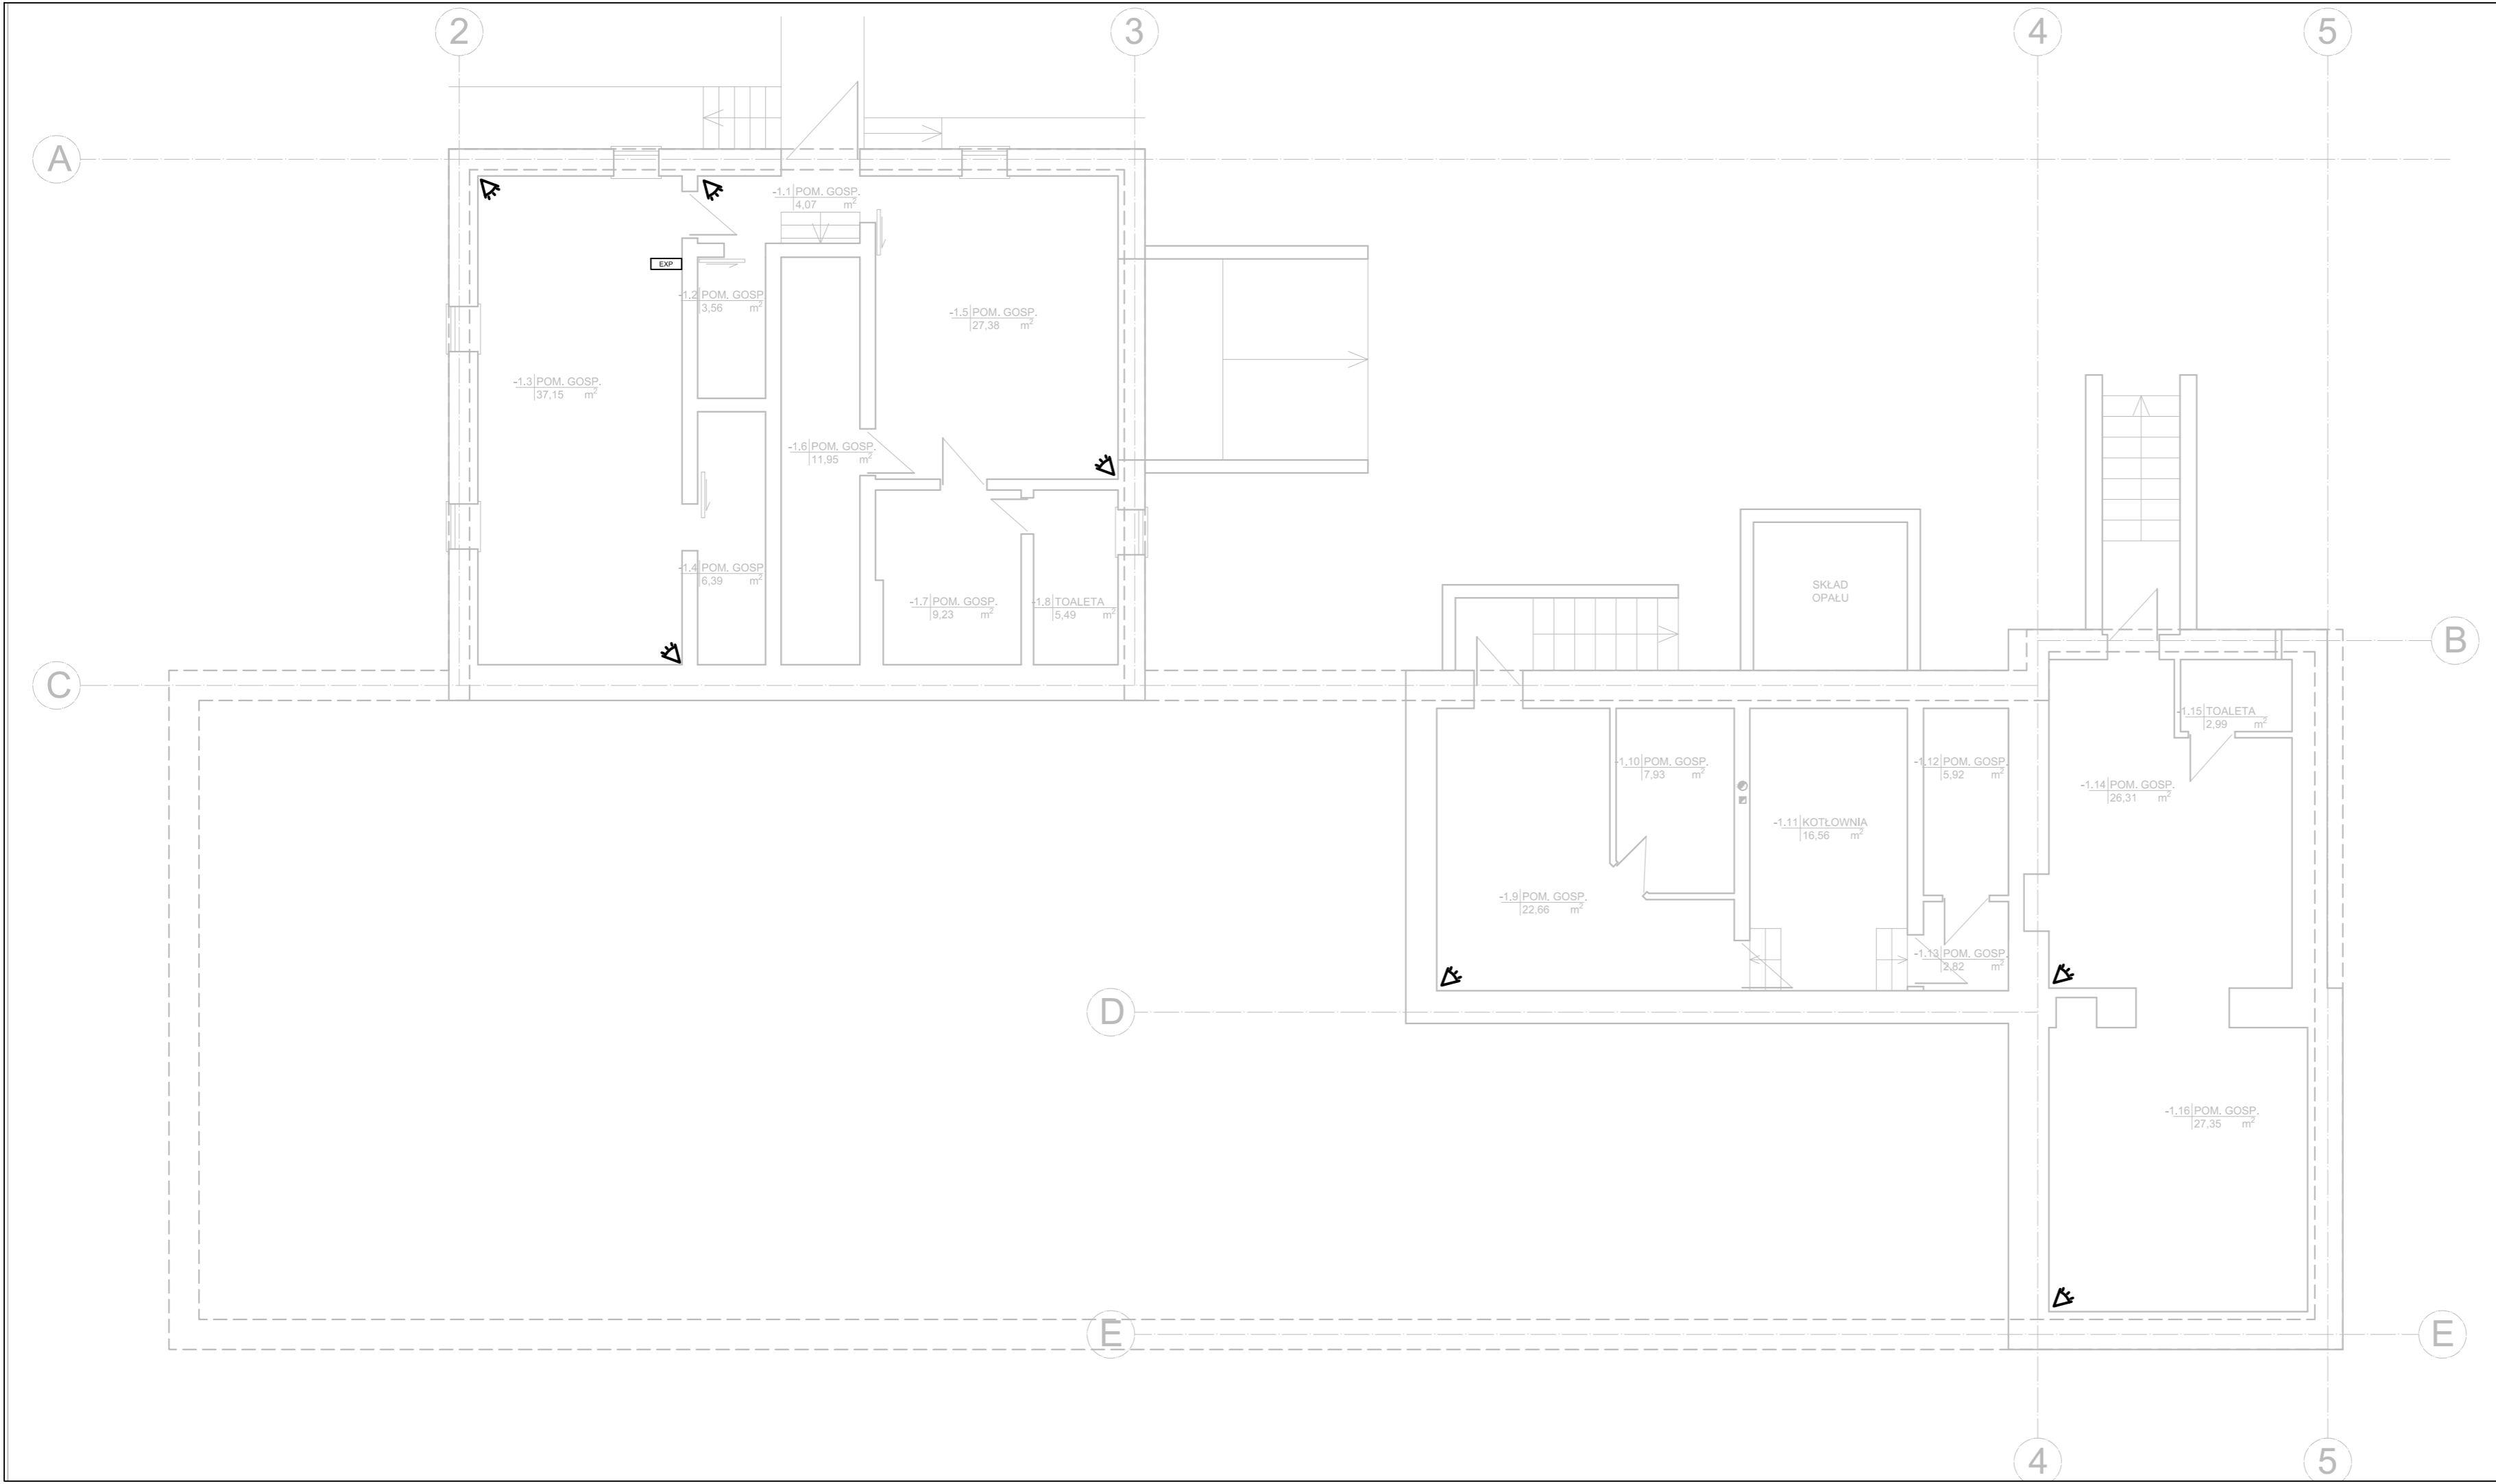 2
3
4
5
A
-1.1 POM. GOSP.
4,07 m²
EXP
-1.2 POM. GOSP.
3,56 m²
-1.5 POM. GOSP.
27,38 m²
-1.3 POM. GOSP.
37,15 m²
-1.6 POM. GOSP.
11,95 m²
-1.4 POM. GOSP.
6,39 m²
-1.7 POM. GOSP.
9,23 m²
-1.8 TOALETA
5,49 m²
SKŁAD
OPAŁU
B
C
-1.15 TOALETA
2,99 m²
-1.10 POM. GOSP.
7,93 m²
-1.12 POM. GOSP.
5,92 m²
-1.14 POM. GOSP.
26,31 m²
-1.11 KOTŁOWNIA
16,56 m²
-1.9 POM. GOSP.
22,66 m²
-1.13 POM. GOSP.
2,82 m²
D
-1.16 POM. GOSP.
27,35 m²
E
E
4
5